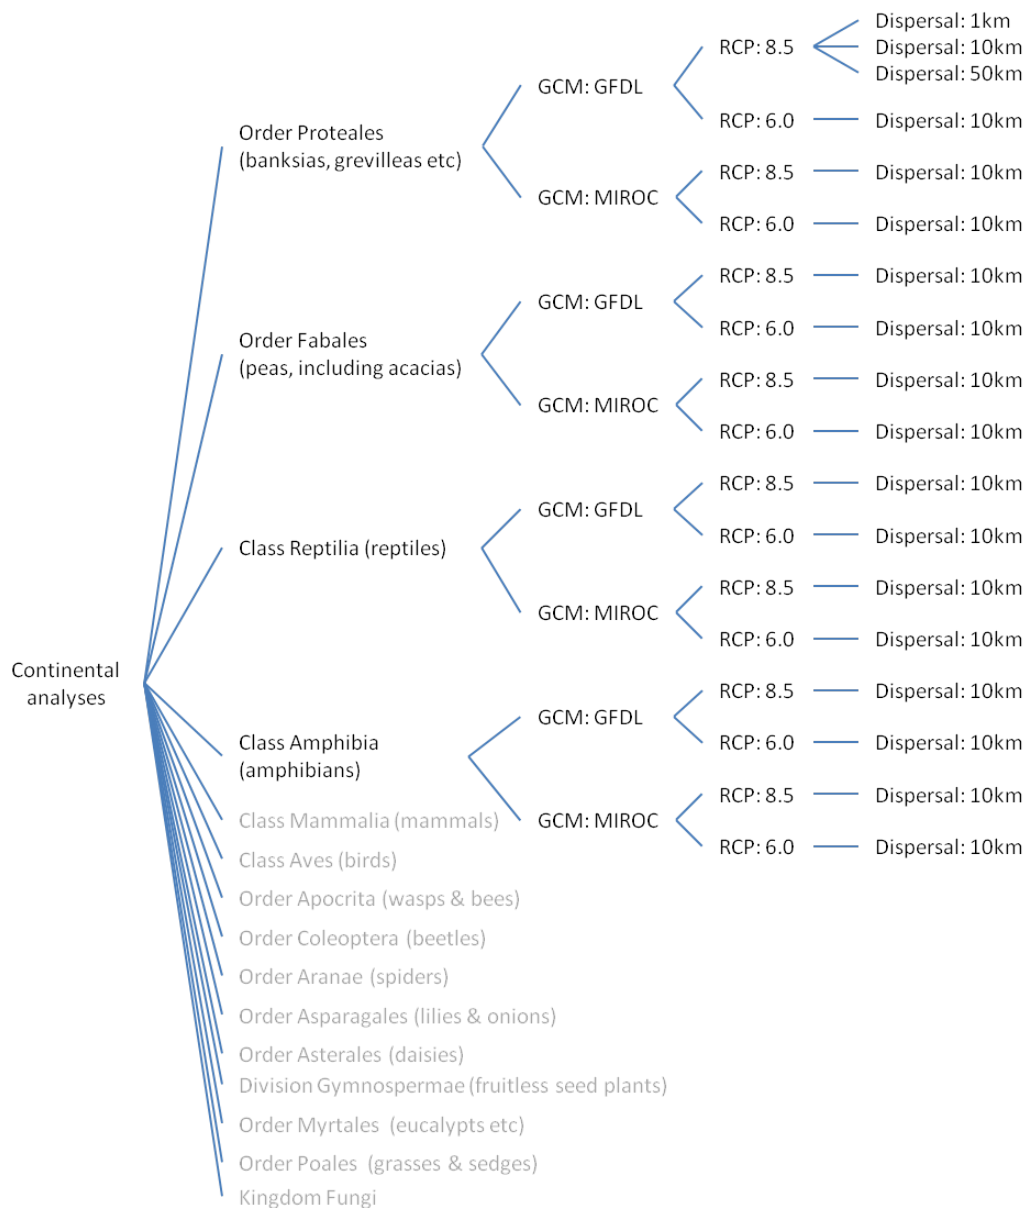 Dispersal: 1km
RCP: 8.5
Dispersal: 10km
Dispersal: 50km
GCM: GFDL
RCP: 6.0
Dispersal: 10km
Order Proteales
(banksias, grevilleas etc)
RCP: 8.5
Dispersal: 10km
GCM: MIROC
RCP: 6.0
Dispersal: 10km
RCP: 8.5
Dispersal: 10km
GCM: GFDL
RCP: 6.0
Dispersal: 10km
Order Fabales
(peas, including acacias)
RCP: 8.5
Dispersal: 10km
GCM: MIROC
RCP: 6.0
Dispersal: 10km
RCP: 8.5
Dispersal: 10km
GCM: GFDL
RCP: 6.0
Dispersal: 10km
Class Reptilia (reptiles)
RCP: 8.5
Dispersal: 10km
GCM: MIROC
RCP: 6.0
Dispersal: 10km
Continental
analyses
RCP: 8.5
Dispersal: 10km
GCM: GFDL
RCP: 6.0
Dispersal: 10km
Class Amphibia
(amphibians)
RCP: 8.5
Dispersal: 10km
GCM: MIROC
RCP: 6.0
Dispersal: 10km
Class Mammalia (mammals)
Class Aves (birds)
Order Apocrita (wasps & bees)
Order Coleoptera (beetles)
Order Aranae (spiders)
Order Asparagales (lilies & onions)
Order Asterales (daisies)
Division Gymnospermae (fruitless seed plants)
Order Myrtales (eucalypts etc)
Order Poales (grasses & sedges)
Kingdom Fungi